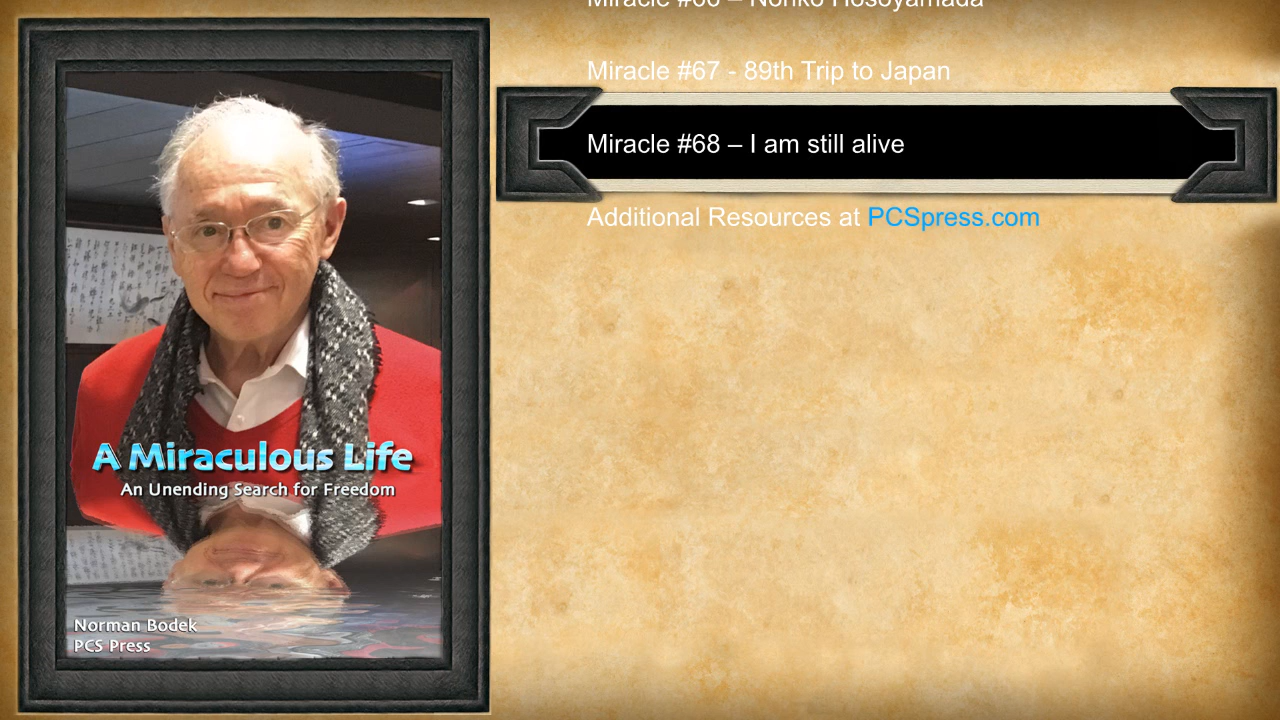 Miracle #67 - 89th Trip to Japan
Miracle #68 – I am still alive
Additional Resources at PCSpress.com
A Miraculous Life
An Unending Search for Freedom
Norman Bodek
PCS Press